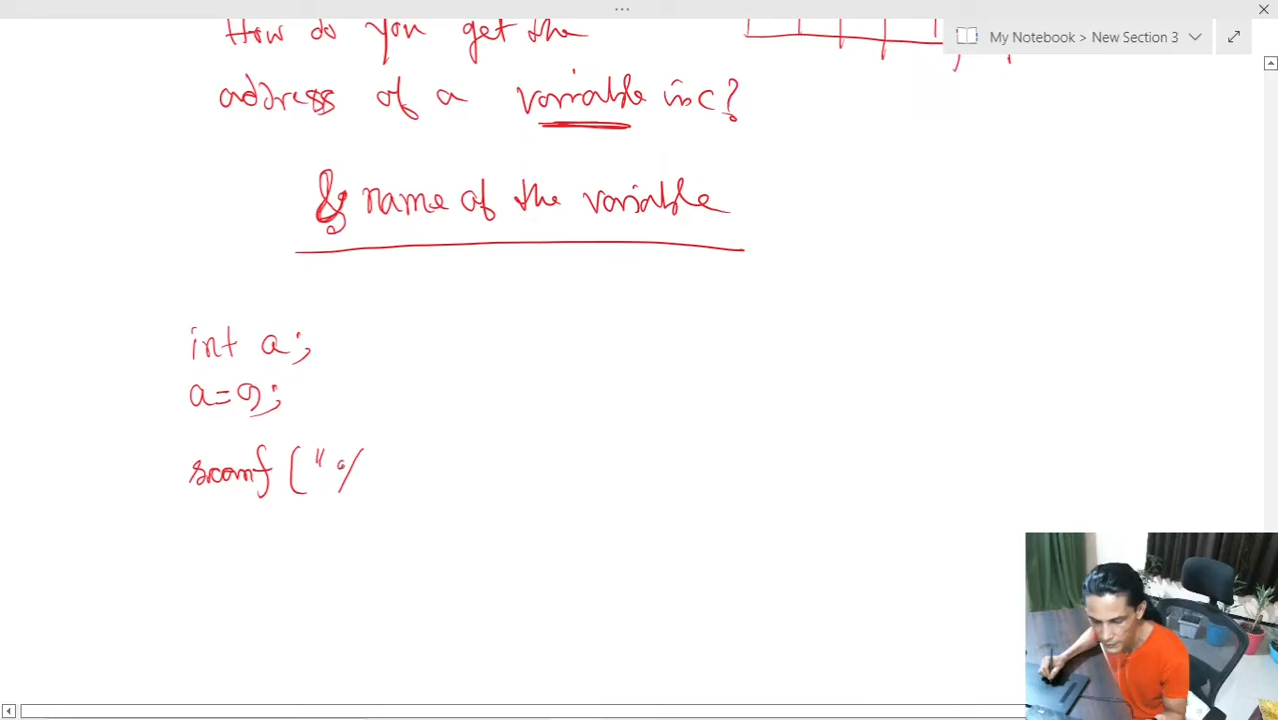 ...
My Notebook > New Section 3
How do you get the
address of a variable in c?
& name of the variable
int a;
a=9;
scanf ("%